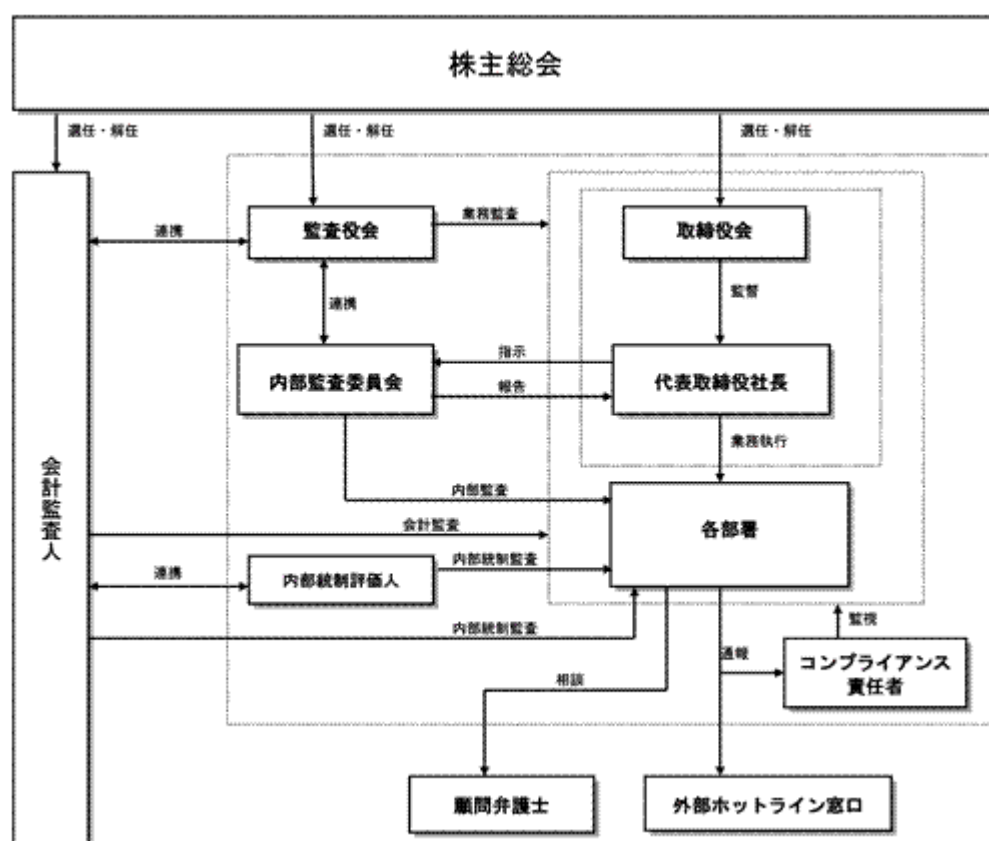 株主総会
選任・解任
選任・解任
選任・解任
監査役会
業務監査
取締役会
連携
監督
連携
内部監査委員会
指示
報告
代表取締役社長
業務執行
会計監査人
内部監査
各部署
会計監査
内部統制監査
連携
内部統制評価人
内部統制監査
監視
通報
コンプライアンス
責任者
相談
顧問弁護士
外部ホットライン窓口